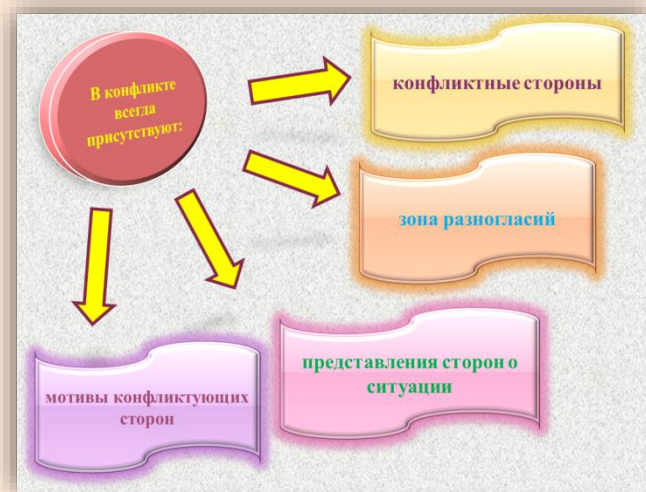 В конфликте
всегда
присутствуют:
конфликтные стороны
зона разногласий
представления сторон о
ситуации
мотивы конфликтующих
сторон